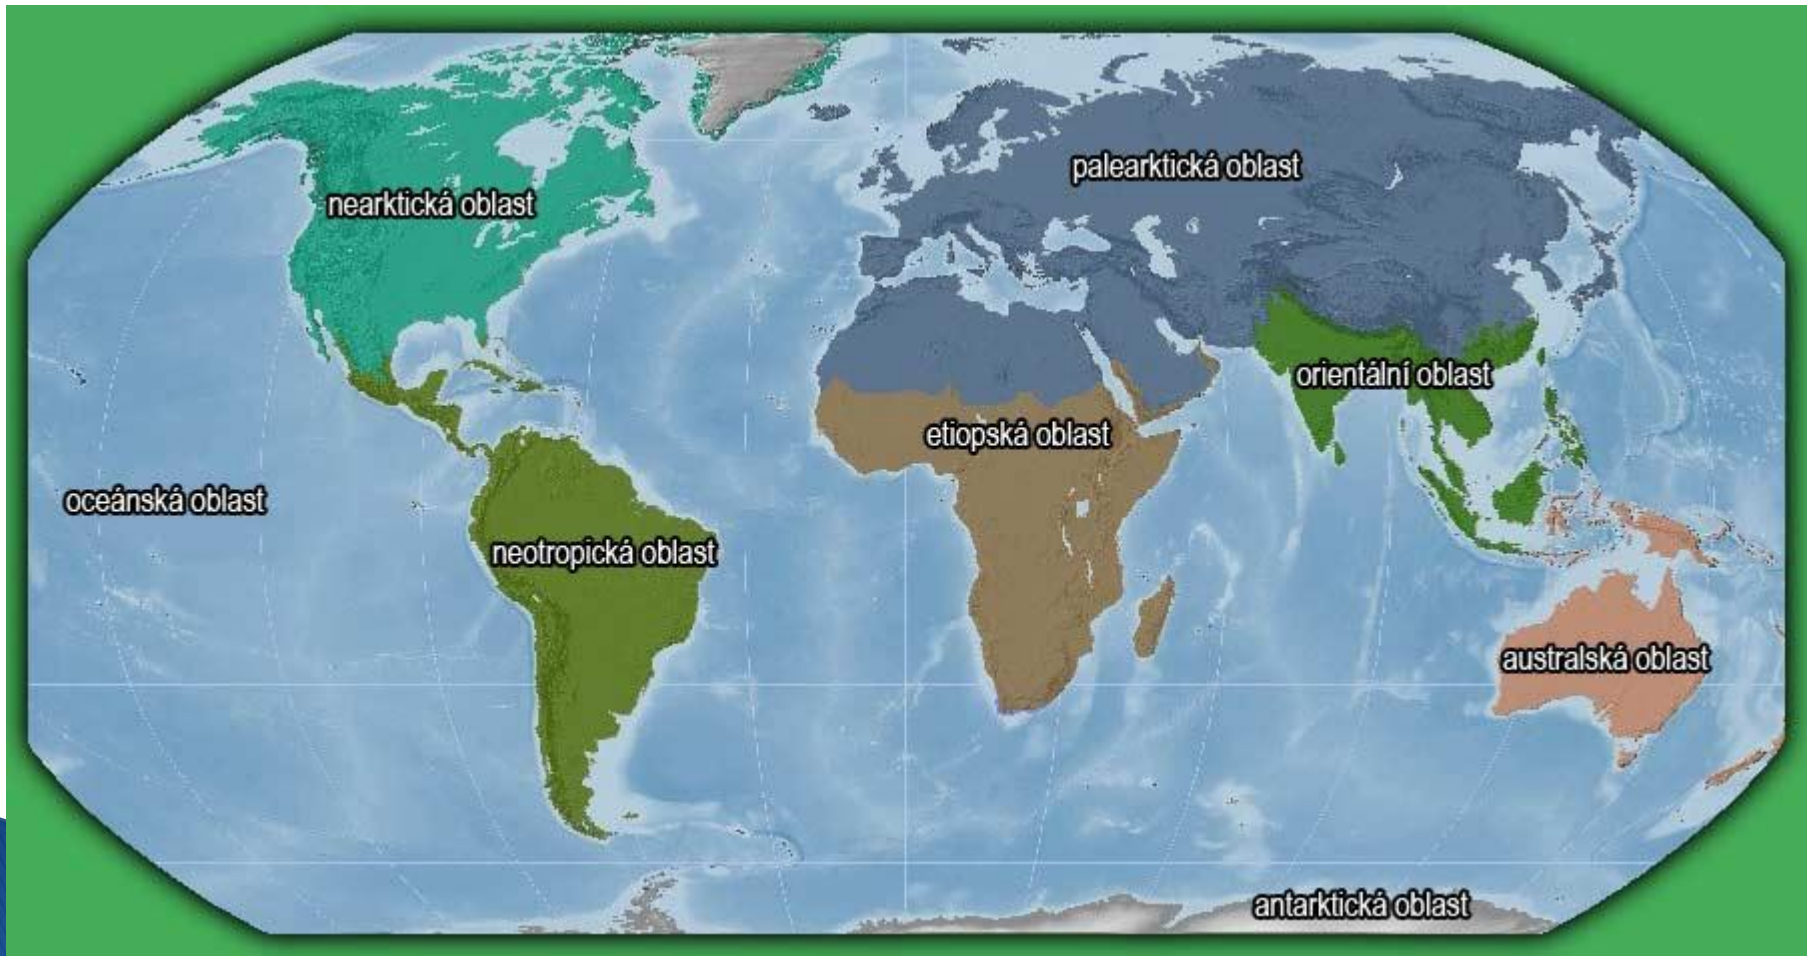 palearktická oblast
nearktická oblast
orientální oblast
etiopská oblast
oceánská oblast
neotropická oblast
australská oblast
antarktická oblast